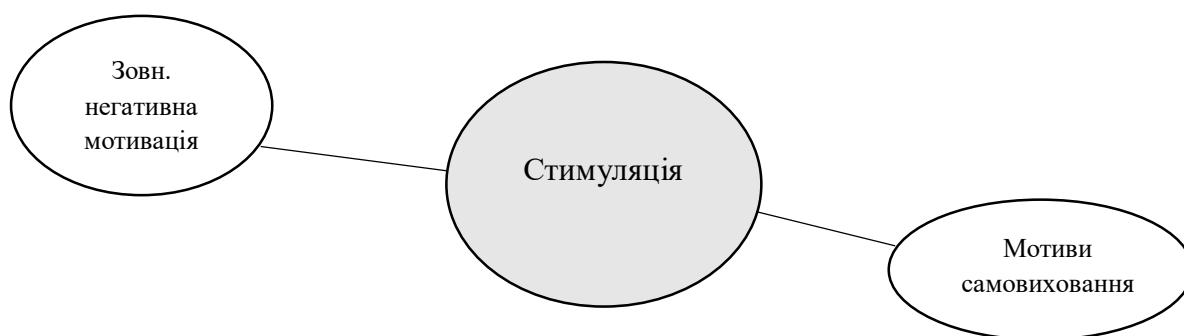 Зовн.
негативна
мотивація
Стимуляція
Мотиви
самовиховання